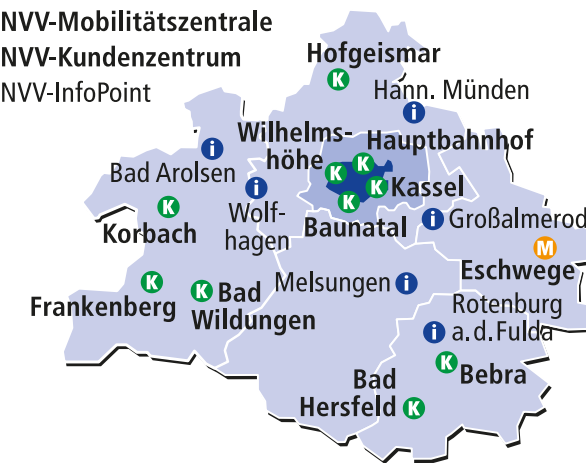 NVV-Mobilitätszentrale
NVV-Kundenzentrum
NVV-InfoPoint
Hofgeismar
K
Hann. Münden
i
Wilhelms-
höhe
Hauptbahnhof
K
K
K
Kassel
K
Baunatal
i
Bad Arolsen
i
Wolf-
hagen
K
Korbach
i
Großalmerod
M
Eschwege
K
Frankenberg
K
Bad
Wildungen
Melsungen
i
Rotenburg
a.d.Fulda
i
K
Bebra
Bad
Hersfeld
K